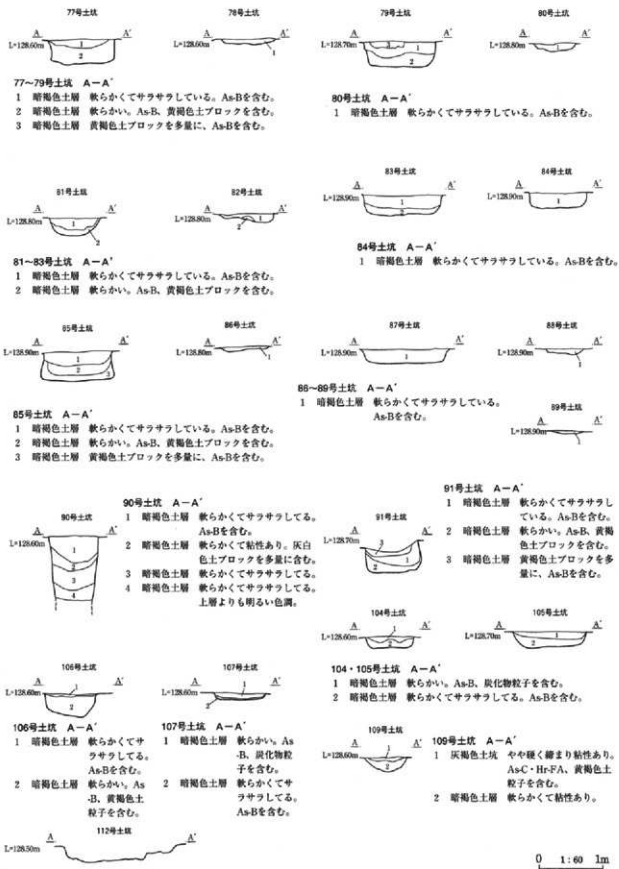 77号土坑
A A´
L=128.60m
1
2
78号土坑
A A´
L=128.60m
1
79号土坑
A A´
L=128.70m
3
1
2
80号土坑
A A´
L=128.80m
1
77～79号土坑 A－A´
1 暗褐色土層 軟らかくてサラサラしている。As-Bを含む。
2 暗褐色土層 軟らかい。As-B、黄褐色土ブロックを含む。
3 暗褐色土層 黄褐色土ブロックを多量に、As-Bを含む。
80号土坑 A－A´
1 暗褐色土層 軟らかくてサラサラしている。As-Bを含む。
81号土坑
A A´
L=128.80m
1
2
82号土坑
A A´
L=128.80m
2
1
83号土坑
A A´
L=128.90m
1
2
84号土坑
A A´
L=128.90m
1
81～83号土坑 A－A´
1 暗褐色土層 軟らかくてサラサラしている。As-Bを含む。
2 暗褐色土層 軟らかい。As-B、黄褐色土ブロックを含む。
84号土坑 A－A´
1 暗褐色土層 軟らかくてサラサラしている。As-Bを含む。
85号土坑
A A´
L=128.90m
1
2
3
86号土坑
A A´
L=128.80m
1
87号土坑
A A´
L=128.90m
1
88号土坑
A A´
L=128.90m
1
86～89号土坑 A－A´
1 暗褐色土層 軟らかくてサラサラしている。
As-Bを含む。
89号土坑
A A´
L=128.90m
1
85号土坑 A－A´
1 暗褐色土層 軟らかくてサラサラしている。As-Bを含む。
2 暗褐色土層 軟らかい。As-B、黄褐色土ブロックを含む。
3 暗褐色土層 黄褐色土ブロックを多量に、As-Bを含む。
90号土坑
A A´
L=128.60m
1
2
3
4
90号土坑 A－A´
1 暗褐色土層 軟らかくてサラサラしてる。
As-Bを含む。
2 暗褐色土層 軟らかくて粘性あり。灰白
色土ブロックを多量に含む。
3 暗褐色土層 軟らかくてサラサラしてる。
4 暗褐色土層 軟らかくてサラサラしてる。
上層よりも明るい色調。
91号土坑
A A´
L=128.70m
3
1
2
91号土坑 A－A´
1 暗褐色土層 軟らかくてサラサラし
ている。As-Bを含む。
2 暗褐色土層 軟らかい。As-B、黄褐
色土ブロックを含む。
3 暗褐色土層 黄褐色土ブロックを多
量に、As-Bを含む。
104号土坑
A A´
L=128.60m
1
2
105号土坑
A A´
L=128.70m
1
2
104・105号土坑 A－A´
1 暗褐色土層 軟らかい。As-B、炭化物粒子を含む。
2 暗褐色土層 軟らかくてサラサラしてる。As-Bを含む。
106号土坑
A A´
L=128.60m
1
2
107号土坑
A A´
L=128.60m
1
2
106号土坑 A－A´
1 暗褐色土層 軟らかくてサ
ラサラしてる。
As-Bを含む。
2 暗褐色土層 軟らかい。As
-B、黄褐色土
粒子を含む。
107号土坑 A－A´
1 暗褐色土層 軟らかい。As
-B、炭化物粒
子を含む。
2 暗褐色土層 軟らかくてサ
ラサラしてる。
As-Bを含む。
109号土坑
A A´
L=128.60m
1
2
109号土坑 A－A´
1 灰褐色土坑 やや硬く締まり粘性あり。
As-C・Hr-FA、黄褐色土
粒子を含む。
2 暗褐色土層 軟らかくて粘性あり。
112号土坑
A A´
L=128.50m
0 1:60 1m